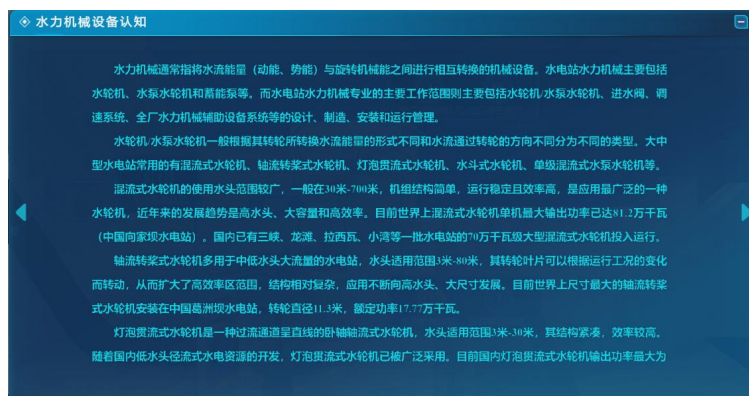 水力机械设备认知
水力机械通常指将水流能量（动能、势能）与旋转机械能之间进行相互转换的机械设备。水电站水力机械主要包括
水轮机、水泵水轮机和蓄能泵等。而水电站水力机械专业的主要工作范围则主要包括水轮机/水泵水轮机、进水阀、调
速系统、全厂水力机械辅助设备系统等的设计、制造、安装和运行管理。
水轮机/水泵水轮机一般根据其转轮所转换水流能量的形式不同和水流通过转轮的方向不同分为不同的类型。大中
型水电站常用的有混流式水轮机、轴流转桨式水轮机、灯泡贯流式水轮机、水斗式水轮机、单级混流式水泵水轮机等。
混流式水轮机的使用水头范围较广，一般在30米-700米，机组结构简单，运行稳定且效率高，是应用最广泛的一种
水轮机，近年来的发展趋势是高水头、大容量和高效率。目前世界上混流式水轮机单机最大输出功率已达81.2万千瓦
（中国向家坝水电站）。国内已有三峡、龙滩、拉西瓦、小湾等一批水电站的70万千瓦级大型混流式水轮机投入运行。
轴流转桨式水轮机多用于中低水头大流量的水电站，水头适用范围3米-80米，其转轮叶片可以根据运行工况的变化
而转动，从而扩大了高效率区范围，结构相对复杂，应用不断向高水头、大尺寸发展。目前世界上尺寸最大的轴流转桨
式水轮机安装在中国葛洲坝水电站，转轮直径11.3米，额定功率17.77万千瓦。
灯泡贯流式水轮机是一种过流通道呈直线的卧轴轴流式水轮机，水头适用范围3米-30米，其结构紧凑，效率较高。
随着国内低水头径流式水电资源的开发，灯泡贯流式水轮机已被广泛采用。目前国内灯泡贯流式水轮机输出功率最大为